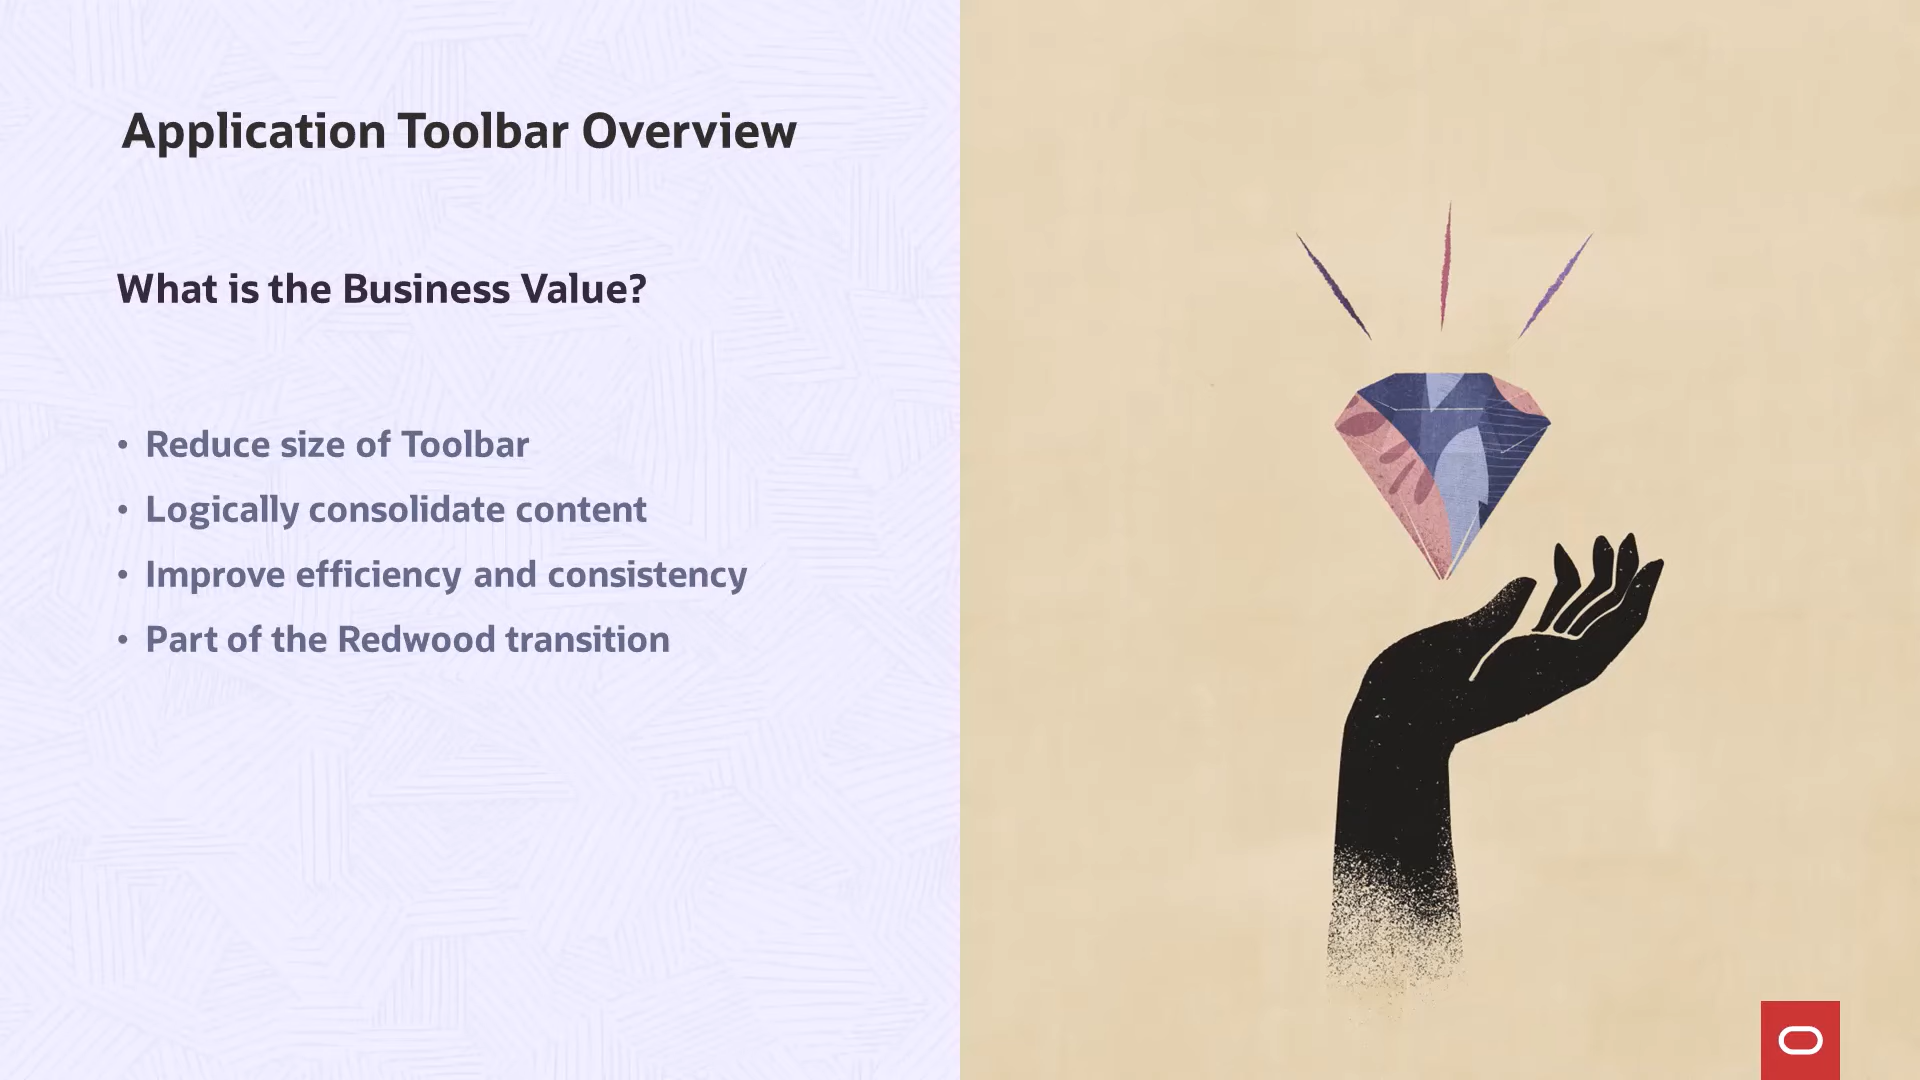 Application Toolbar Overview
What is the Business Value?
• Reduce size of Toolbar
• Logically consolidate content
• Improve efficiency and consistency
• Part of the Redwood transition